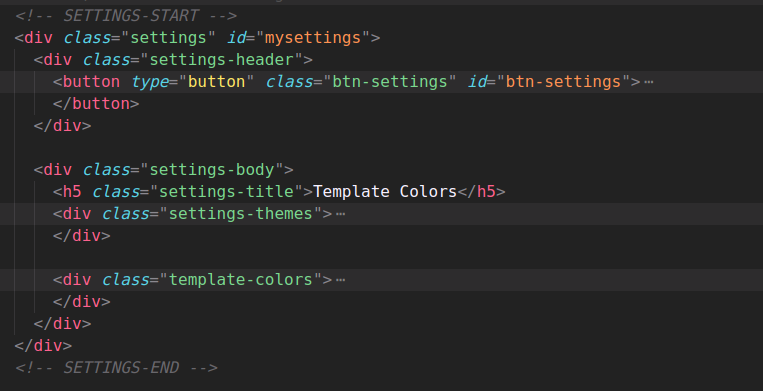 <!-- SETTINGS-START -->
<div class="settings" id="mysettings">
  <div class="settings-header">
    <button type="button" class="btn-settings" id="btn-settings">⋯
    </button>
  </div>

  <div class="settings-body">
    <h5 class="settings-title">Template Colors</h5>
    <div class="settings-themes">⋯
    </div>

    <div class="template-colors">⋯
    </div>
  </div>
</div>
<!-- SETTINGS-END -->